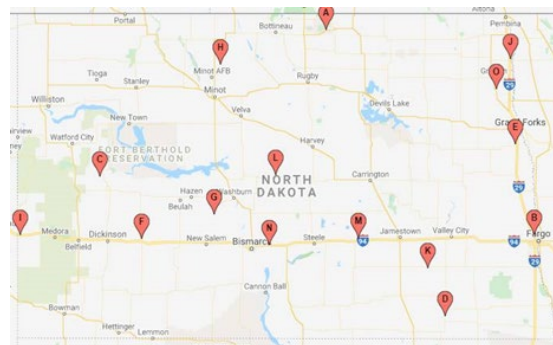 Portal
Bottineau
A
Altona
Pembina
H
J
Minot AFB
Tioga
Stanley
Rugby
O
29
Minot
Williston
Devils Lake
Velva
New Town
Grand Forks
E
Watford City
Harvey
FORT BERTHOLD
RESERVATION
C
L
NORTH
DAKOTA
Carrington
Hazen
Washburn
Beulah
G
29
I
F
N
M
B
Medora
Dickinson
Belfield
New Salem
Bismarck
Steele
94
Jamestown
Valley City
94
Fargo
K
29
Cannon Ball
D
Bowman
Hettinger
Lemmon